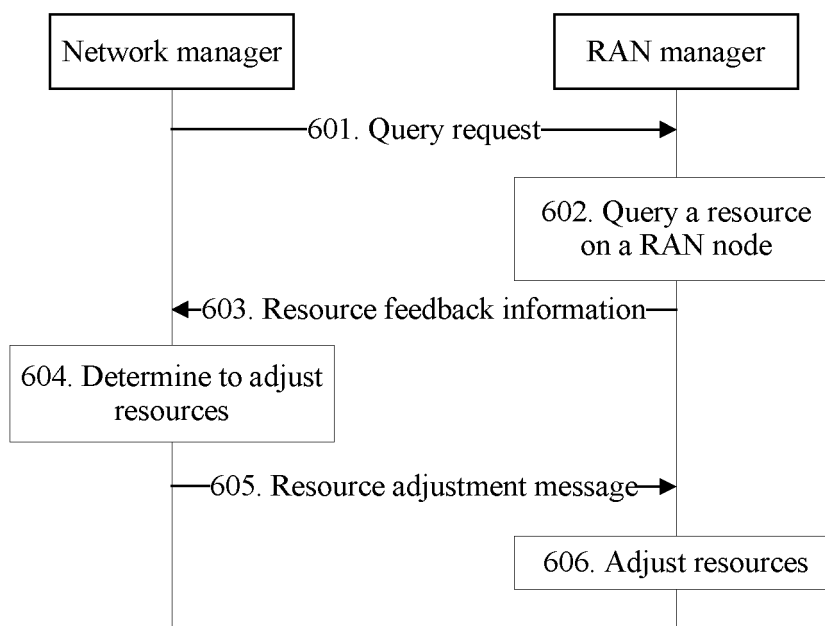 Network manager
RAN manager
601. Query request
602. Query a resource
on a RAN node
603. Resource feedback information
604. Determine to adjust
resources
605. Resource adjustment message
606. Adjust resources